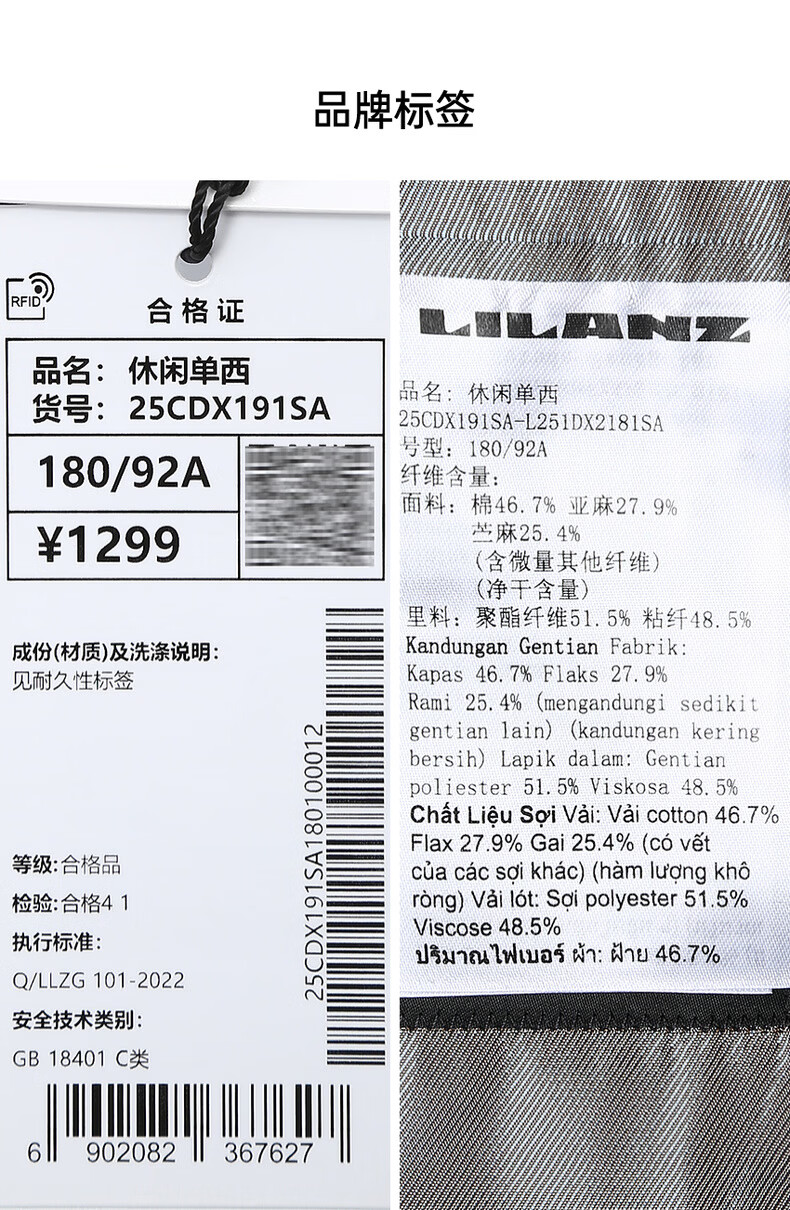 品牌标签
RFID
合格证
品名： 休闲单西
货号： 25CDX191SA
180/92A
¥1299
成份(材质)及洗涤说明：
见耐久性标签
25CDX191SA180100012
等级:合格品
检验:合格4 1
执行标准：
Q/LLZG 101-2022
安全技术类别：
GB 18401 C类
6 902082 367627
LILANZ
品名: 休闲单西
25CDX191SA-L251DX2181SA
号型: 180/92A
纤维含量:
面料: 棉46.7% 亚麻27.9%
苎麻25.4%
(含微量其他纤维)
(净干含量)
里料: 聚酯纤维51.5% 粘纤48.5%
Kandungan Gentian Fabrik:
Kapas 46.7% Flaks 27.9%
Rami 25.4% (mengandungi sedikit
gentian lain) (kandungan kering
bersih) Lapik dalam: Gentian
poliester 51.5% Viskosa 48.5%
Chất Liệu Sợi Vải: Vải cotton 46.7%
Flax 27.9% Gai 25.4% (có vết
của các sợi khác) (hàm lượng khô
ròng) Vải lót: Sợi polyester 51.5%
Viscose 48.5%
ปริมาณไฟเบอร์ ผ้า: ฝ้าย 46.7%